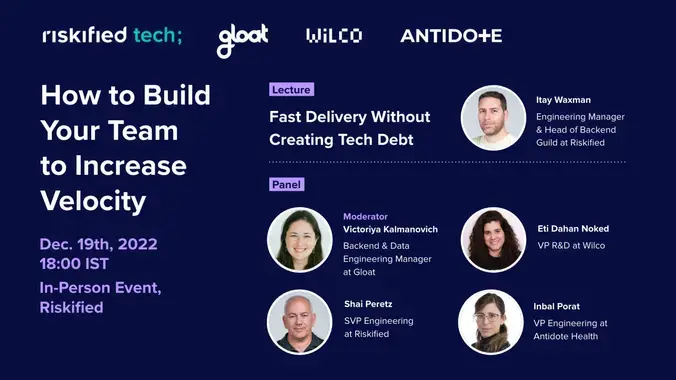 riskified tech;
gloat
WiLCO
ANTIDOTE
How to Build
Your Team
to Increase
Velocity
Dec. 19th, 2022
18:00 IST
In-Person Event,
Riskified
Lecture
Fast Delivery Without
Creating Tech Debt
Itay Waxman
Engineering Manager
& Head of Backend
Guild at Riskified
Panel
Moderator
Victoriya Kalmanovich
Backend & Data
Engineering Manager
at Gloat
Eti Dahan Noked
VP R&D at Wilco
Shai Peretz
SVP Engineering
at Riskified
Inbal Porat
VP Engineering at
Antidote Health